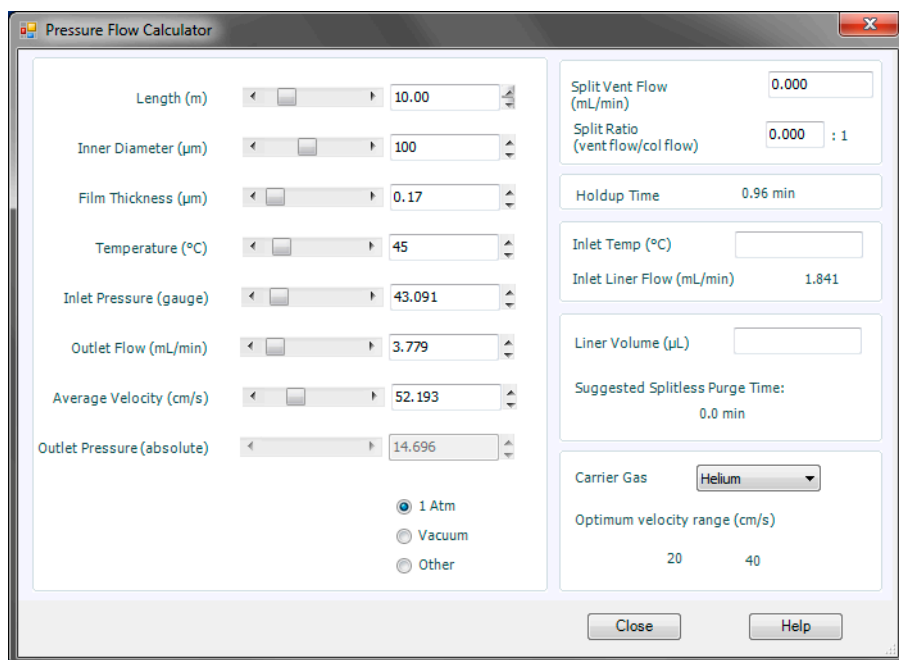 Pressure Flow Calculator
Length (m) 10.00
Inner Diameter (µm) 100
Film Thickness (µm) 0.17
Temperature (°C) 45
Inlet Pressure (gauge) 43.091
Outlet Flow (mL/min) 3.779
Average Velocity (cm/s) 52.193
Outlet Pressure (absolute) 14.696
1 Atm
Vacuum
Other
Split Vent Flow
(mL/min) 0.000
Split Ratio
(vent flow/col flow) 0.000 : 1
Holdup Time 0.96 min
Inlet Temp (°C)
Inlet Liner Flow (mL/min) 1.841
Liner Volume (µL)
Suggested Splitless Purge Time:
0.0 min
Carrier Gas Helium
Optimum velocity range (cm/s)
20 40
Close Help